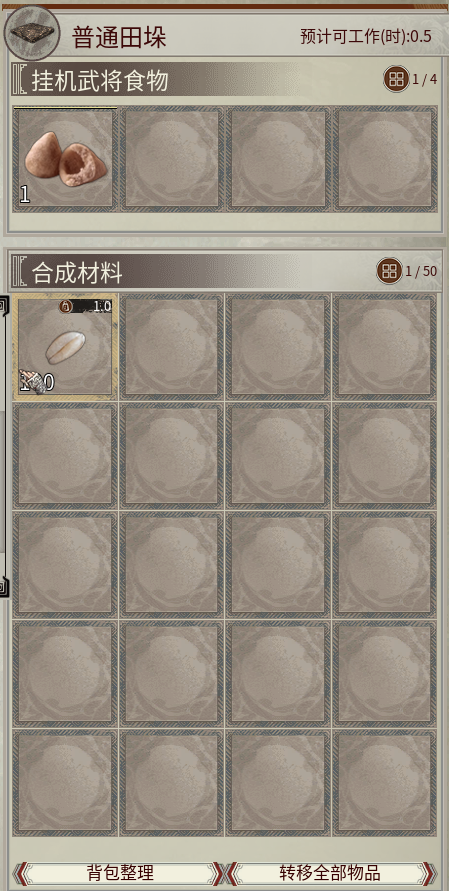 普通田垛
预计可工作(时):0.5
挂机武将食物
1 / 4
1
合成材料
1 / 50
1.0
背包整理
转移全部物品